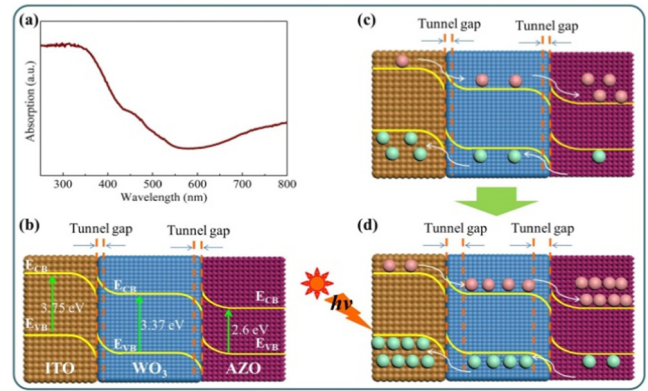 (a)
Absorption (a.u.)
300 400 500 600 700 800
Wavelength (nm)
(b)
Tunnel gap Tunnel gap
E_CB E_CB E_CB
3.75 eV 3.37 eV 2.6 eV
E_VB E_VB E_VB
ITO WO₃ AZO
(c)
Tunnel gap Tunnel gap
(d)
Tunnel gap Tunnel gap
hν